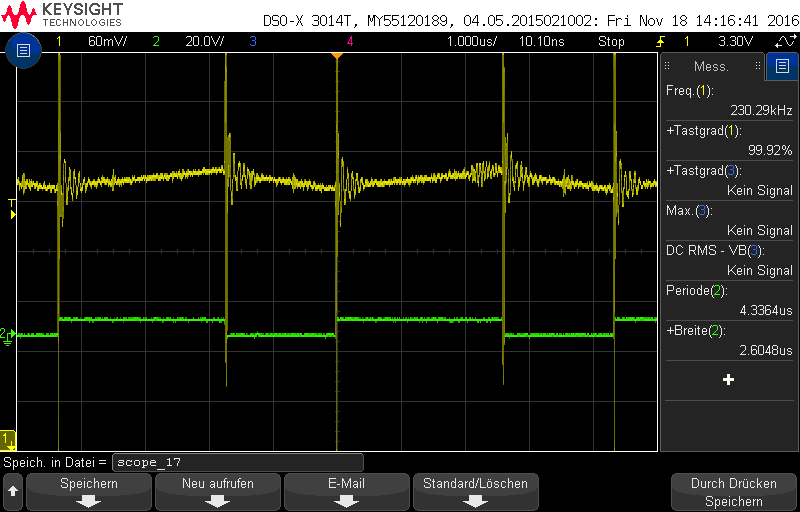 KEYSIGHT
TECHNOLOGIES
DSO-X 3014T, MY55120189, 04.05.2015021002: Fri Nov 18 14:16:41 2016
1 60mV/ 2 20.0V/ 3 4 1.000us/ 10.10ns Stop 1 3.30V
Mess.
Freq.(1):
230.29kHz
+Tastgrad(1):
99.92%
+Tastgrad(3):
Kein Signal
Max.(3):
Kein Signal
DC RMS - VB(3):
Kein Signal
Periode(2):
4.3364us
+Breite(2):
2.6048us
T
2
1
Speich. in Datei = scope_17
Speichern
Neu aufrufen
E-Mail
Standard/Löschen
Durch Drücken
Speichern